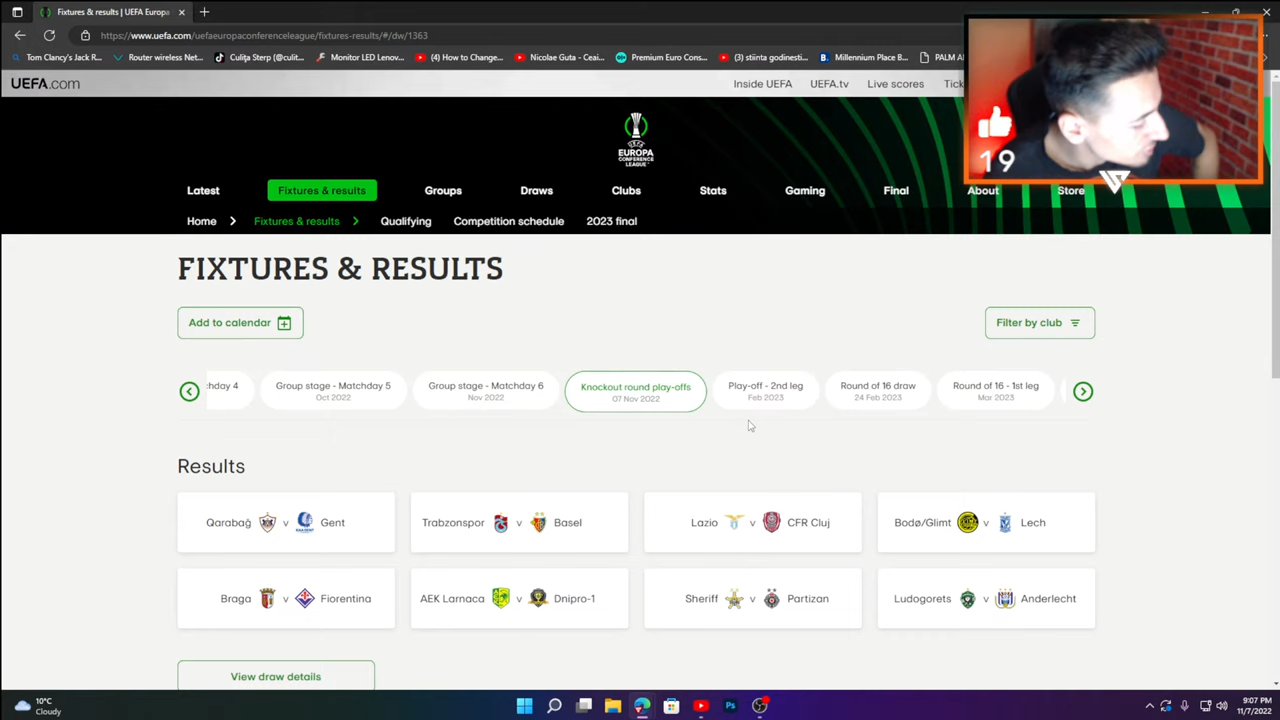 Fixtures & results | UEFA Europa
https://www.uefa.com/uefaeuropaconferenceleague/fixtures-results/#/dw/1363
Tom Clancy's Jack R... Router wireless Net... Culiţa Sterp (@culit... Monitor LED Lenov... (4) How to Change... Nicolae Guta - Ceai... Premium Euro Cons... (3) stiinta godinesti... Millennium Place B... PALM A
UEFA.com
Inside UEFA UEFA.tv Live scores Tick
UEFA
EUROPA
CONFERENCE
LEAGUE
19
Latest Fixtures & results Groups Draws Clubs Stats Gaming Final About Store
Home Fixtures & results Qualifying Competition schedule 2023 final
FIXTURES & RESULTS
Add to calendar
Filter by club
hday 4 Group stage - Matchday 5 Group stage - Matchday 6 Knockout round play-offs Play-off - 2nd leg Round of 16 draw Round of 16 - 1st leg
Oct 2022 Nov 2022 07 Nov 2022 Feb 2023 24 Feb 2023 Mar 2023
Results
Qarabağ v Gent Trabzonspor v Basel Lazio v CFR Cluj Bodø/Glimt v Lech
Braga v Fiorentina AEK Larnaca v Dnipro-1 Sheriff v Partizan Ludogorets v Anderlecht
View draw details
10°C
Cloudy
9:07 PM
11/7/2022